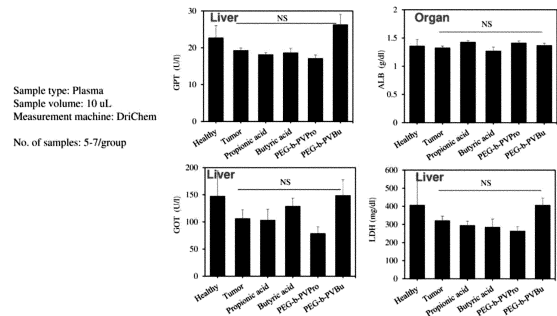 Sample type: Plasma
Sample volume: 10 uL
Measurement machine: DriChem
No. of samples: 5-7/group
Liver
NS
GPT (U/l)
30
25
20
15
10
5
0
Healthy
Tumor
Propionic acid
Butyric acid
PEG-b-PVPro
PEG-b-PVBu
Organ
NS
ALB (g/dl)
2
1.5
1
0.5
0
Healthy
Tumor
Propionic acid
Butyric acid
PEG-b-PVPro
PEG-b-PVBu
Liver
NS
GOT (U/l)
200
150
100
50
0
Healthy
Tumor
Propionic acid
Butyric acid
PEG-b-PVPro
PEG-b-PVBu
Liver
NS
LDH (mg/dl)
600
500
400
300
200
100
0
Healthy
Tumor
Propionic acid
Butyric acid
PEG-b-PVPro
PEG-b-PVBu